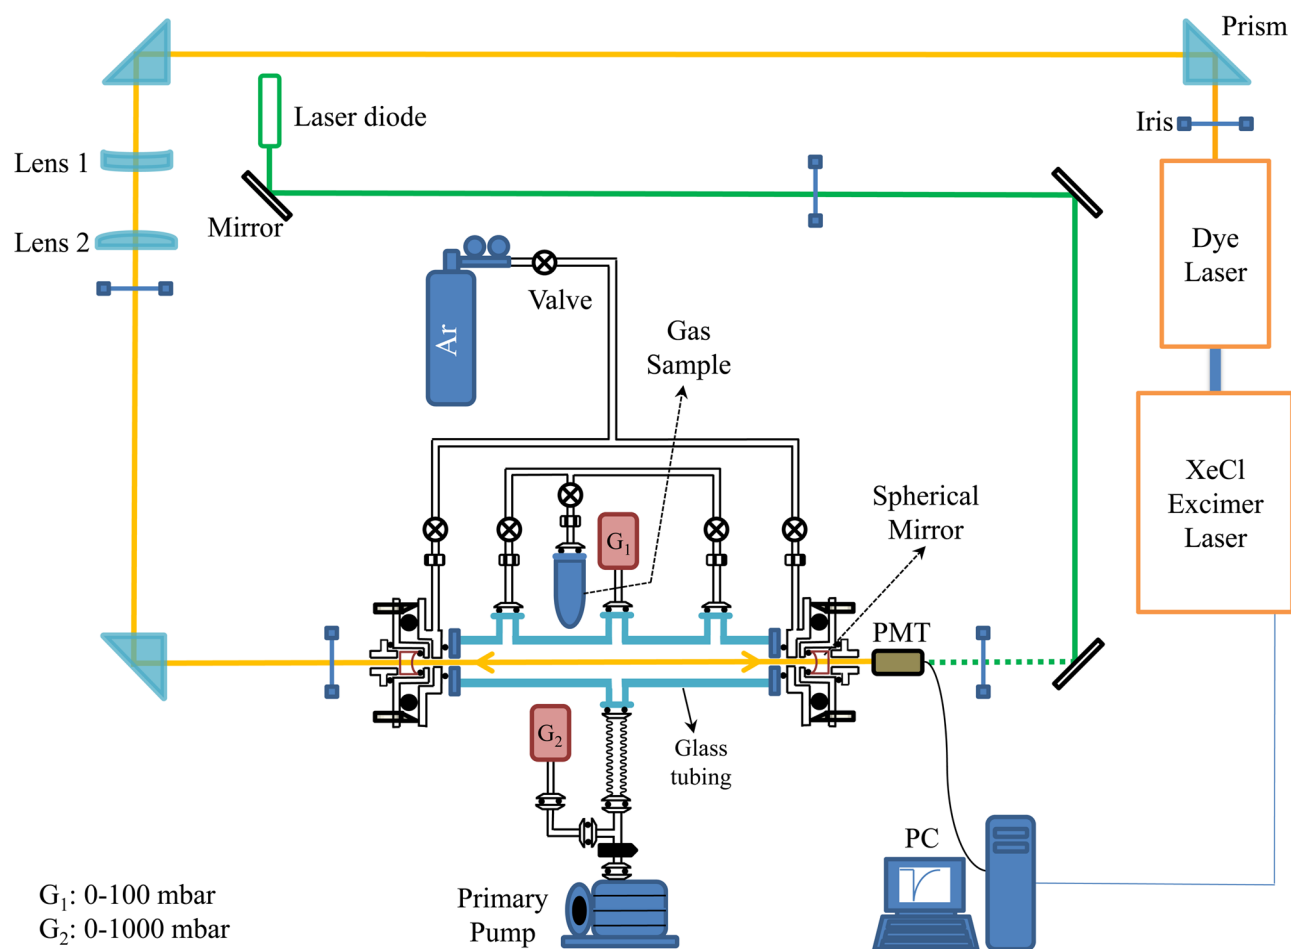 Prism
Laser diode
Iris
Lens 1
Mirror
Lens 2
Dye
Laser
Valve
Ar
Gas
Sample
XeCl
Excimer
Laser
Spherical
Mirror
G₁
PMT
G₂
Glass
tubing
PC
Primary
Pump
G₁: 0-100 mbar
G₂: 0-1000 mbar